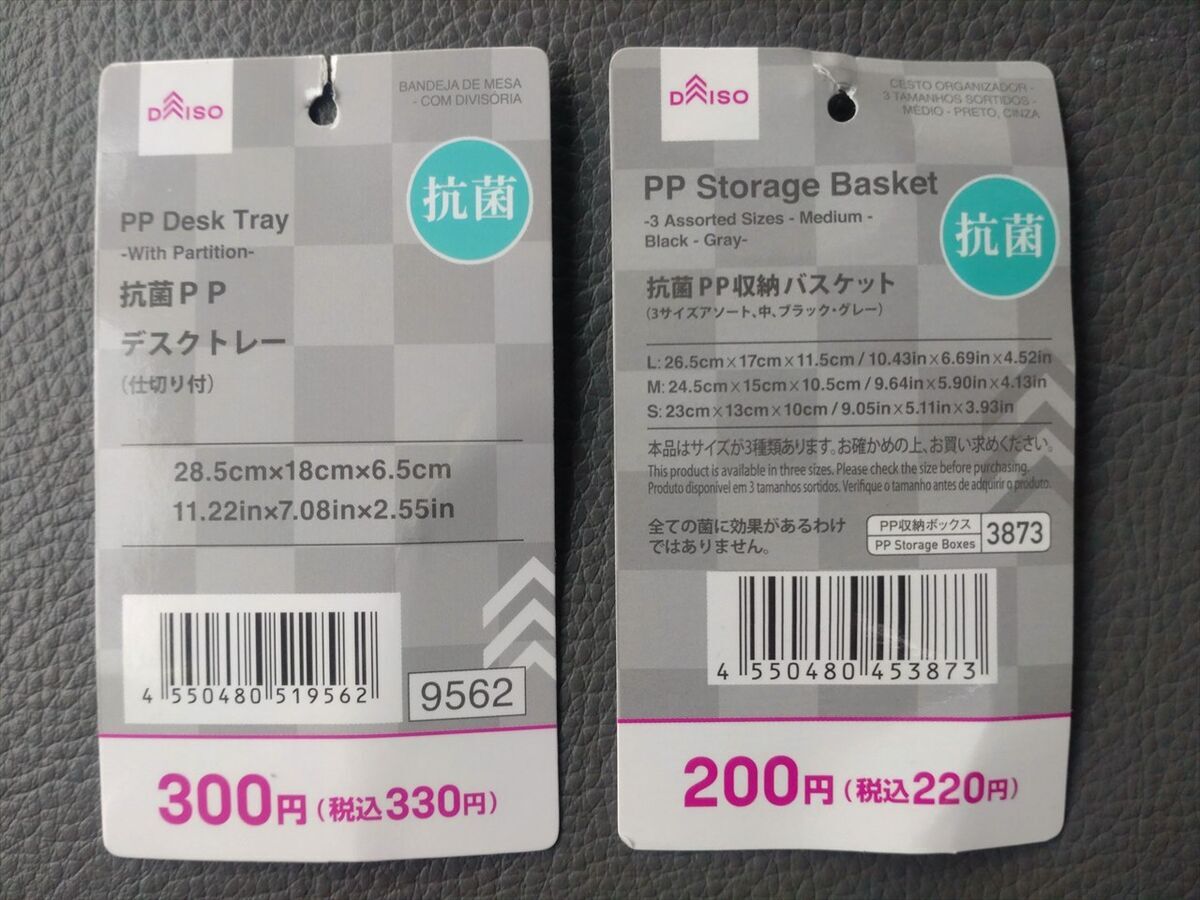 DAISO
BANDEJA DE MESA
- COM DIVISÓRIA
抗菌
PP Desk Tray
-With Partition-
抗菌PP
デスクトレー
(仕切り付)
28.5cm×18cm×6.5cm
11.22in×7.08in×2.55in
4 550480 519562
9562
300円(税込330円)
DAISO
CESTO ORGANIZADOR -
3 TAMANHOS SORTIDOS -
MÉDIO - PRETO, CINZA
抗菌
PP Storage Basket
-3 Assorted Sizes - Medium -
Black - Gray-
抗菌PP収納バスケット
(3サイズアソート、中、ブラック・グレー)
L: 26.5cm×17cm×11.5cm / 10.43in×6.69in×4.52in
M: 24.5cm×15cm×10.5cm / 9.64in×5.90in×4.13in
S: 23cm×13cm×10cm / 9.05in×5.11in×3.93in
本品はサイズが3種類あります。お確かめの上、お買い求めください。
This product is available in three sizes. Please check the size before purchasing.
Produto disponível em 3 tamanhos sortidos. Verifique o tamanho antes de adquirir o produto.
全ての菌に効果があるわけ
ではありません。
PP収納ボックス
PP Storage Boxes
3873
4 550480 453873
200円(税込220円)